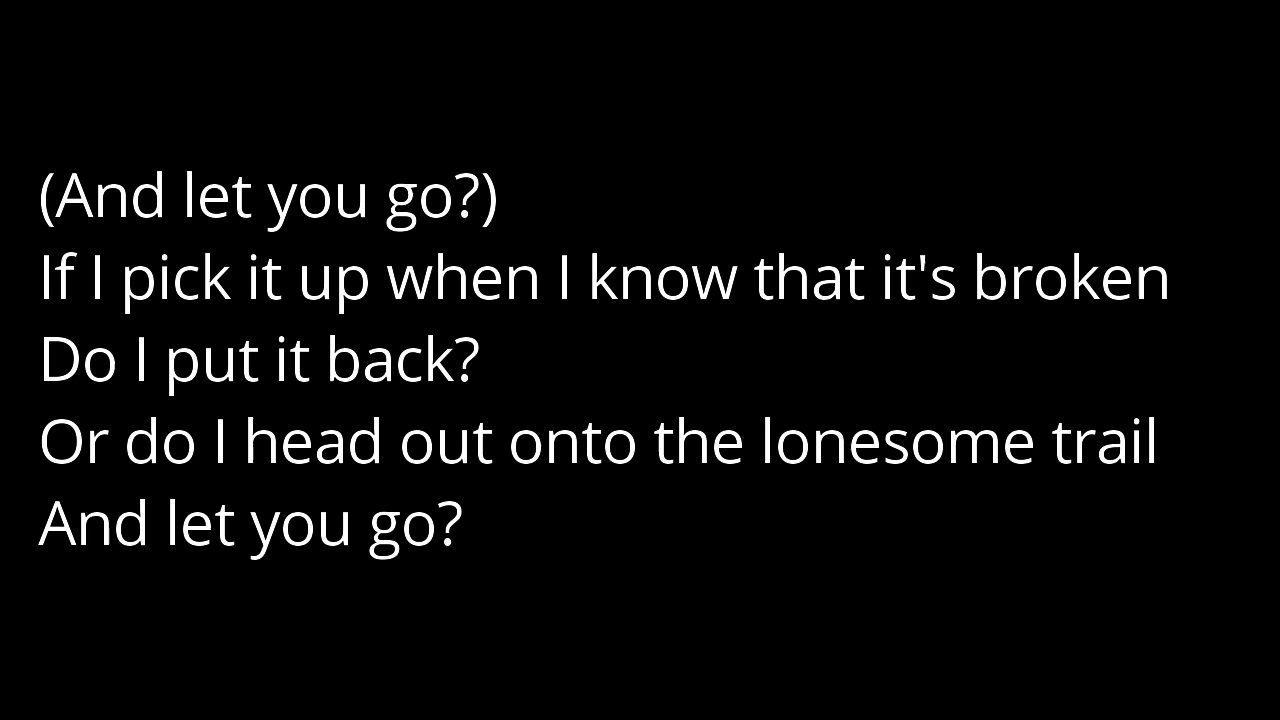 (And let you go?)
If I pick it up when I know that it's broken
Do I put it back?
Or do I head out onto the lonesome trail
And let you go?